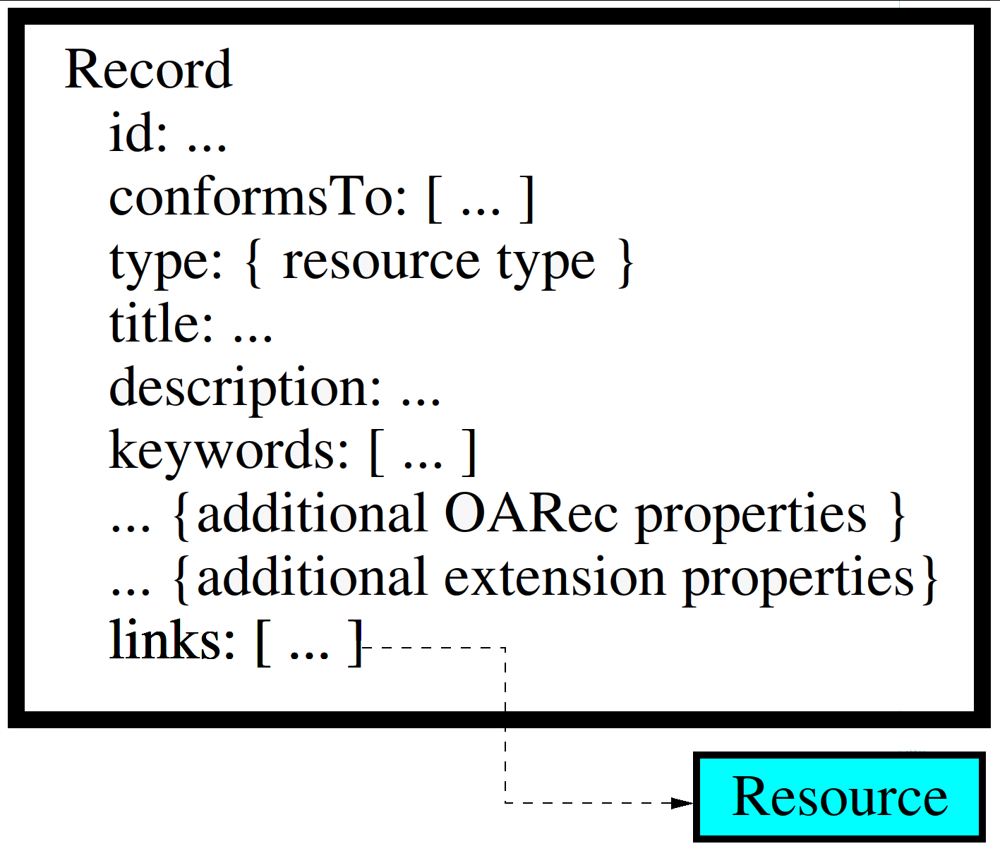 Record
id: ...
conformsTo: [ ... ]
type: { resource type }
title: ...
description: ...
keywords: [ ... ]
... {additional OARec properties }
... {additional extension properties}
links: [ ... ]
Resource